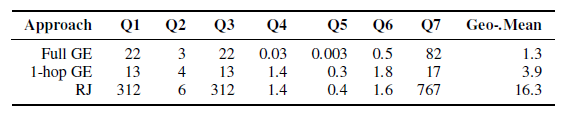 Approach Q1 Q2 Q3 Q4 Q5 Q6 Q7 Geo-.Mean
Full GE 22 3 22 0.03 0.003 0.5 82 1.3
1-hop GE 13 4 13 1.4 0.3 1.8 17 3.9
RJ 312 6 312 1.4 0.4 1.6 767 16.3